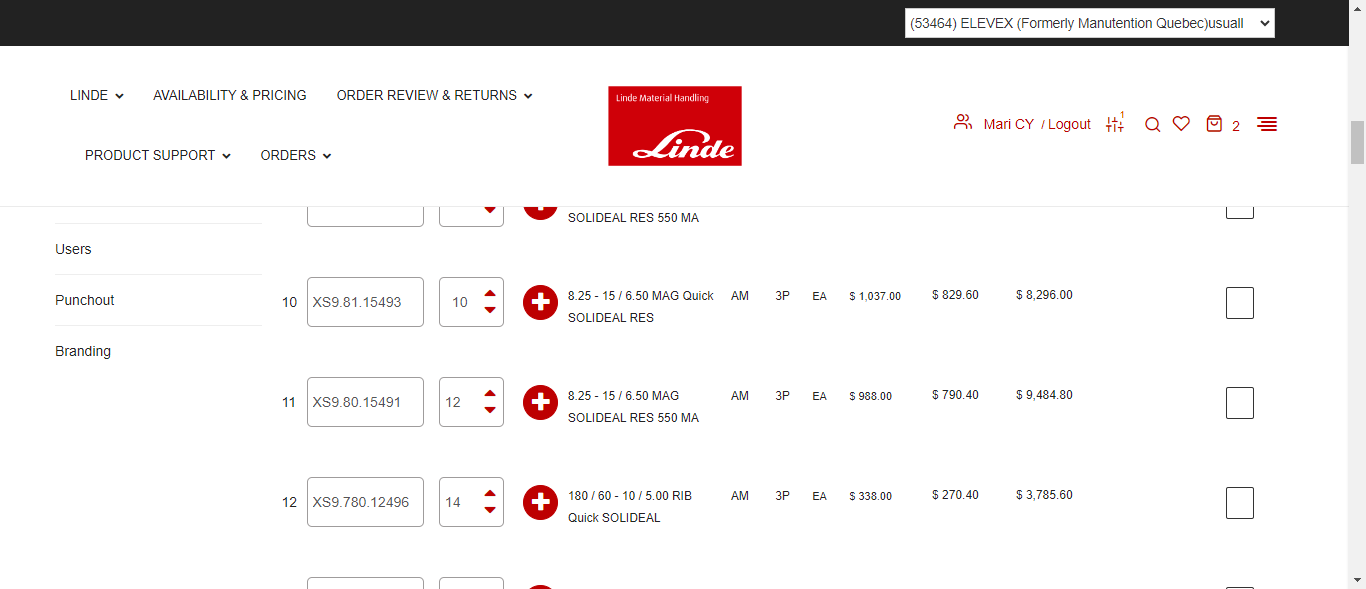 (53464) ELEVEX (Formerly Manutention Quebec)usuall
LINDE
AVAILABILITY & PRICING
ORDER REVIEW & RETURNS
PRODUCT SUPPORT
ORDERS
Linde Material Handling
Linde
Mari CY / Logout
1
2
SOLIDEAL RES 550 MA
Users
Punchout
Branding
10 XS9.81.15493 10 8.25 - 15 / 6.50 MAG Quick AM 3P EA $ 1,037.00 $ 829.60 $ 8,296.00
SOLIDEAL RES
11 XS9.80.15491 12 8.25 - 15 / 6.50 MAG AM 3P EA $ 988.00 $ 790.40 $ 9,484.80
SOLIDEAL RES 550 MA
12 XS9.780.12496 14 180 / 60 - 10 / 5.00 RIB AM 3P EA $ 338.00 $ 270.40 $ 3,785.60
Quick SOLIDEAL